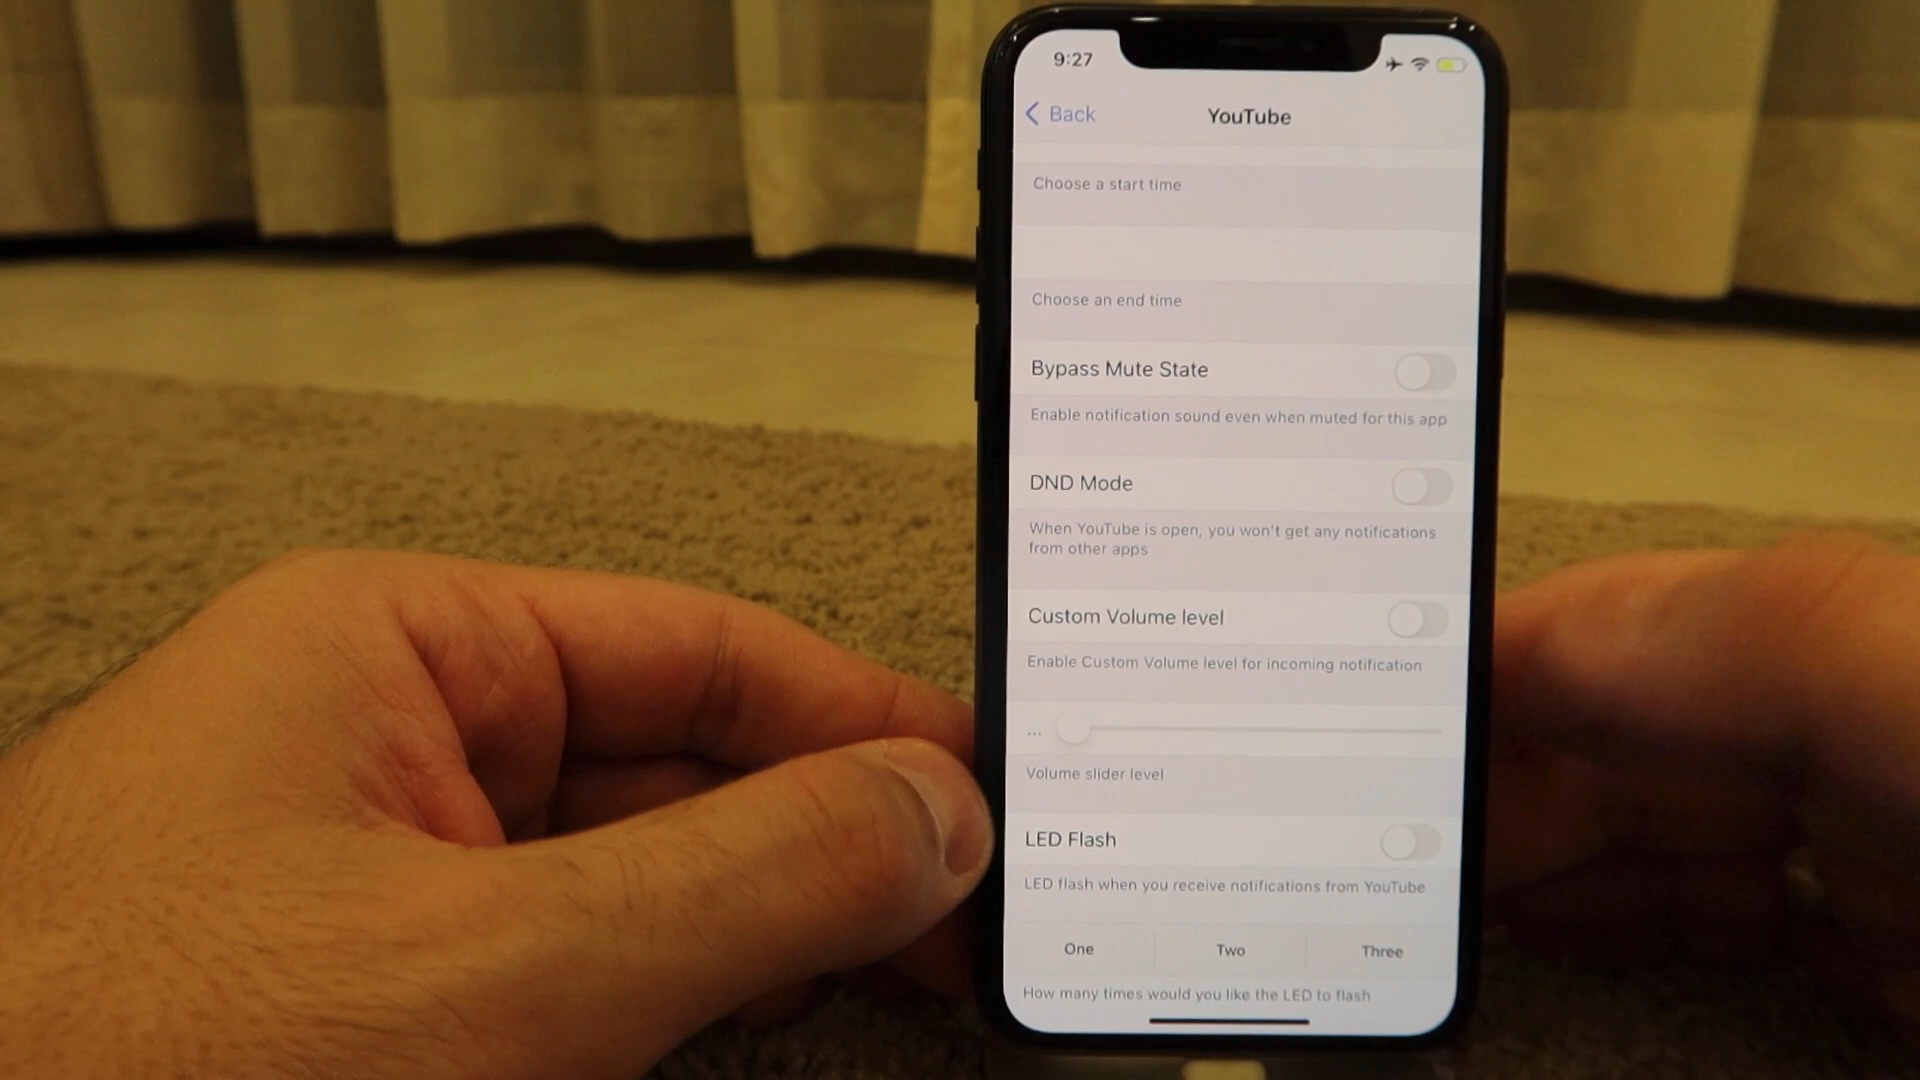 9:27
Back
YouTube
Choose a start time
Choose an end time
Bypass Mute State
Enable notification sound even when muted for this app
DND Mode
When YouTube is open, you won't get any notifications
from other apps
Custom Volume level
Enable Custom Volume level for incoming notification
...
Volume slider level
LED Flash
LED flash when you receive notifications from YouTube
One Two Three
How many times would you like the LED to flash